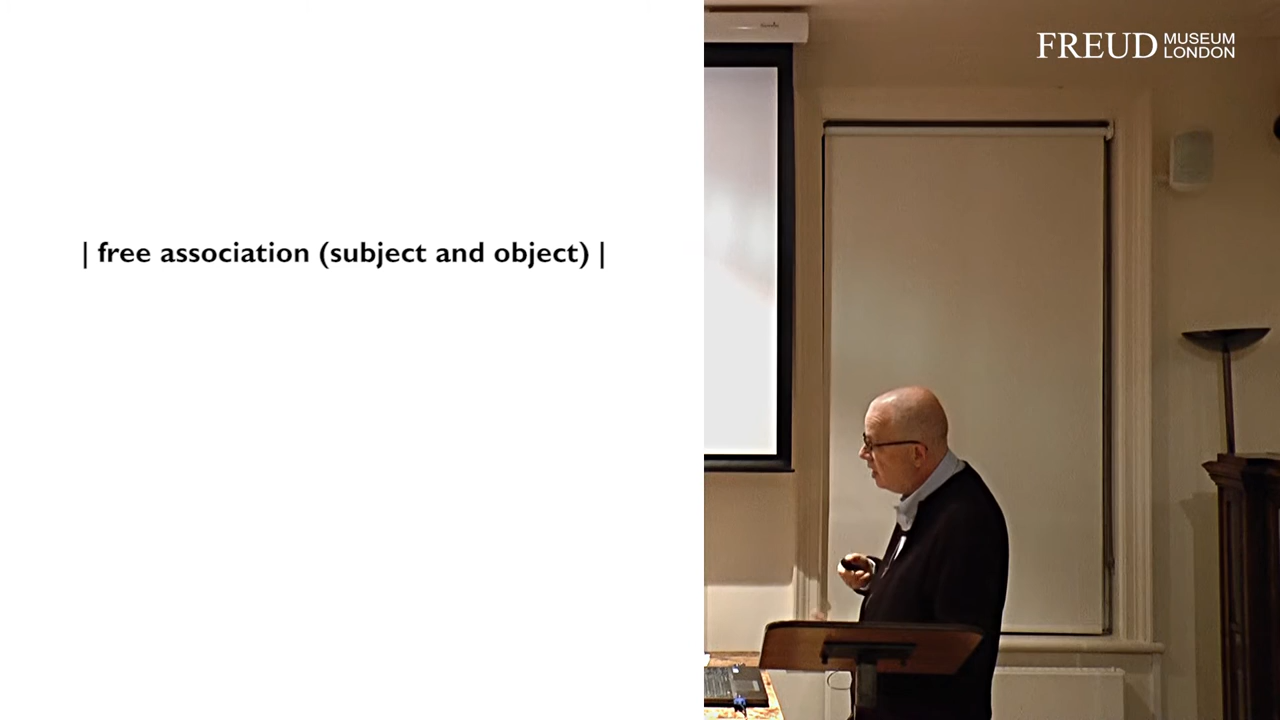 | free association (subject and object) |
FREUD MUSEUM
LONDON